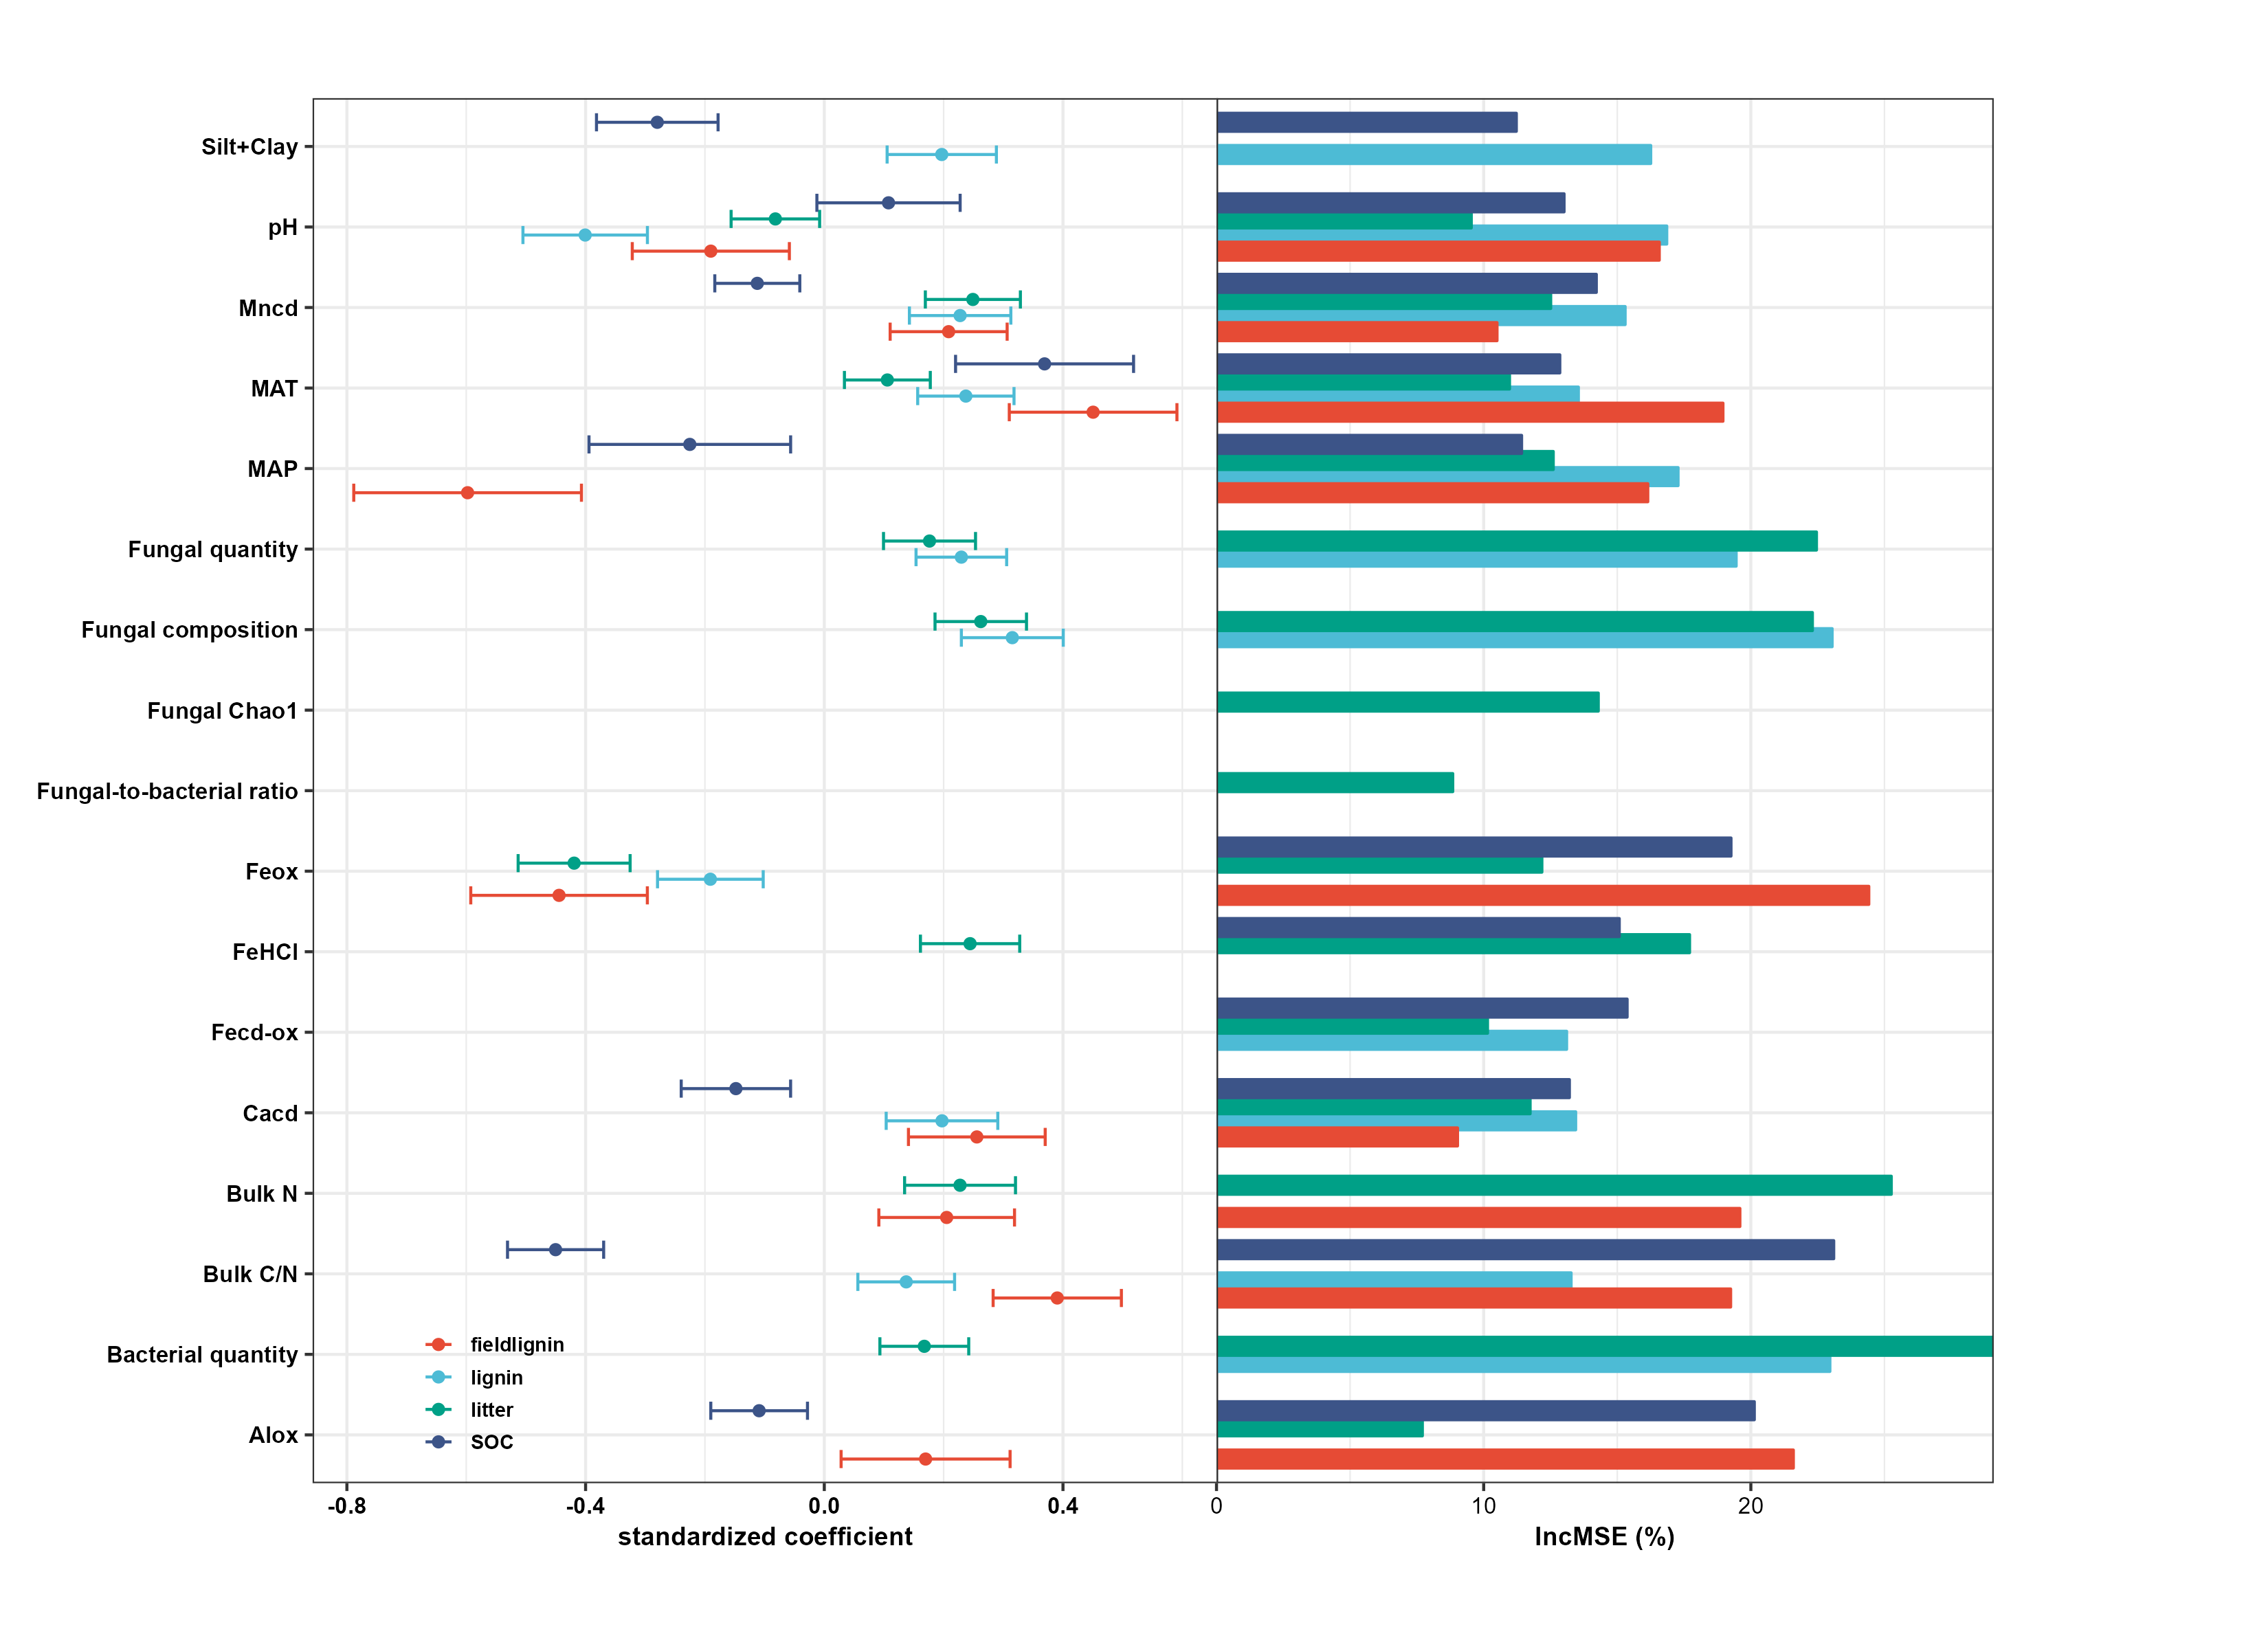 Silt+Clay
pH
Mncd
MAT
MAP
Fungal quantity
Fungal composition
Fungal Chao1
Fungal-to-bacterial ratio
Feox
FeHCl
Fecd-ox
Cacd
Bulk N
Bulk C/N
Bacterial quantity
Alox
fieldlignin
lignin
litter
SOC
-0.8 -0.4 0.0 0.4 0 10 20
standardized coefficient IncMSE (%)